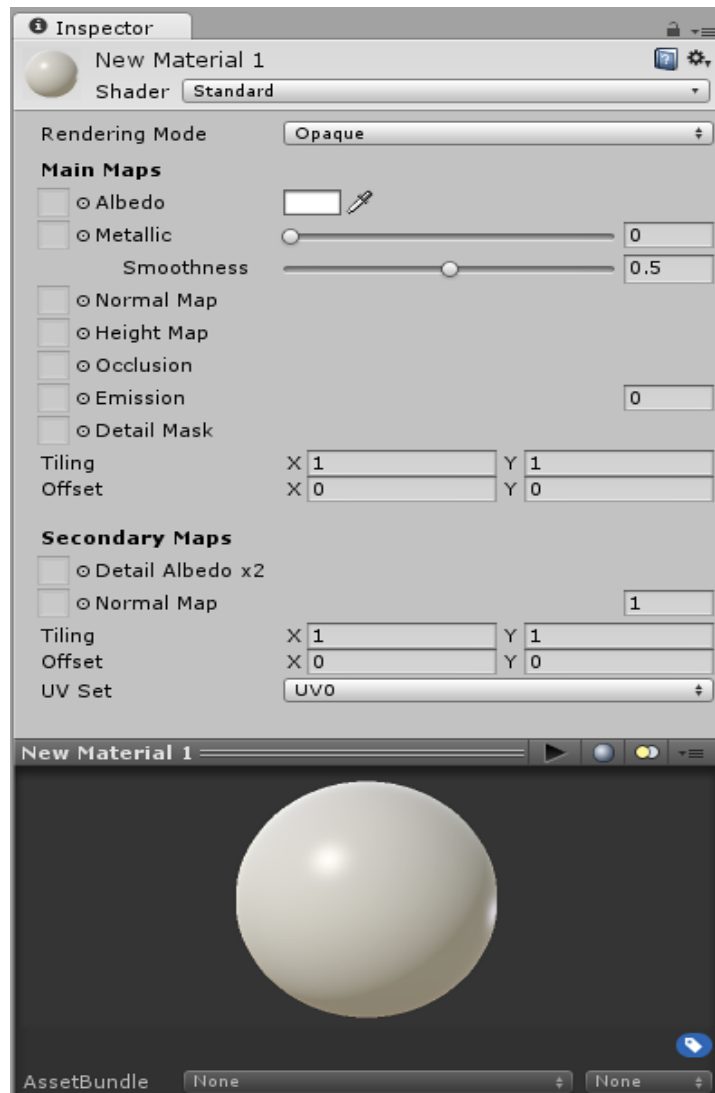 Inspector
New Material 1
Shader Standard
Rendering Mode Opaque
Main Maps
Albedo
Metallic 0
Smoothness 0.5
Normal Map
Height Map
Occlusion
Emission 0
Detail Mask
Tiling X 1 Y 1
Offset X 0 Y 0
Secondary Maps
Detail Albedo x2
Normal Map 1
Tiling X 1 Y 1
Offset X 0 Y 0
UV Set UV0
New Material 1
AssetBundle None None